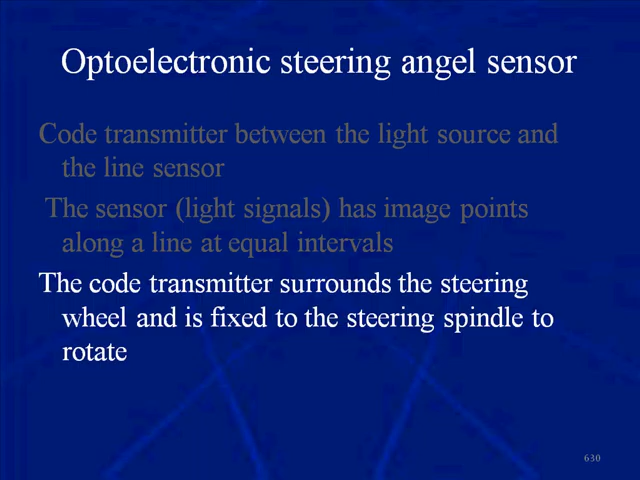 Optoelectronic steering angel sensor
Code transmitter between the light source and
the line sensor
The sensor (light signals) has image points
along a line at equal intervals
The code transmitter surrounds the steering
wheel and is fixed to the steering spindle to
rotate
630